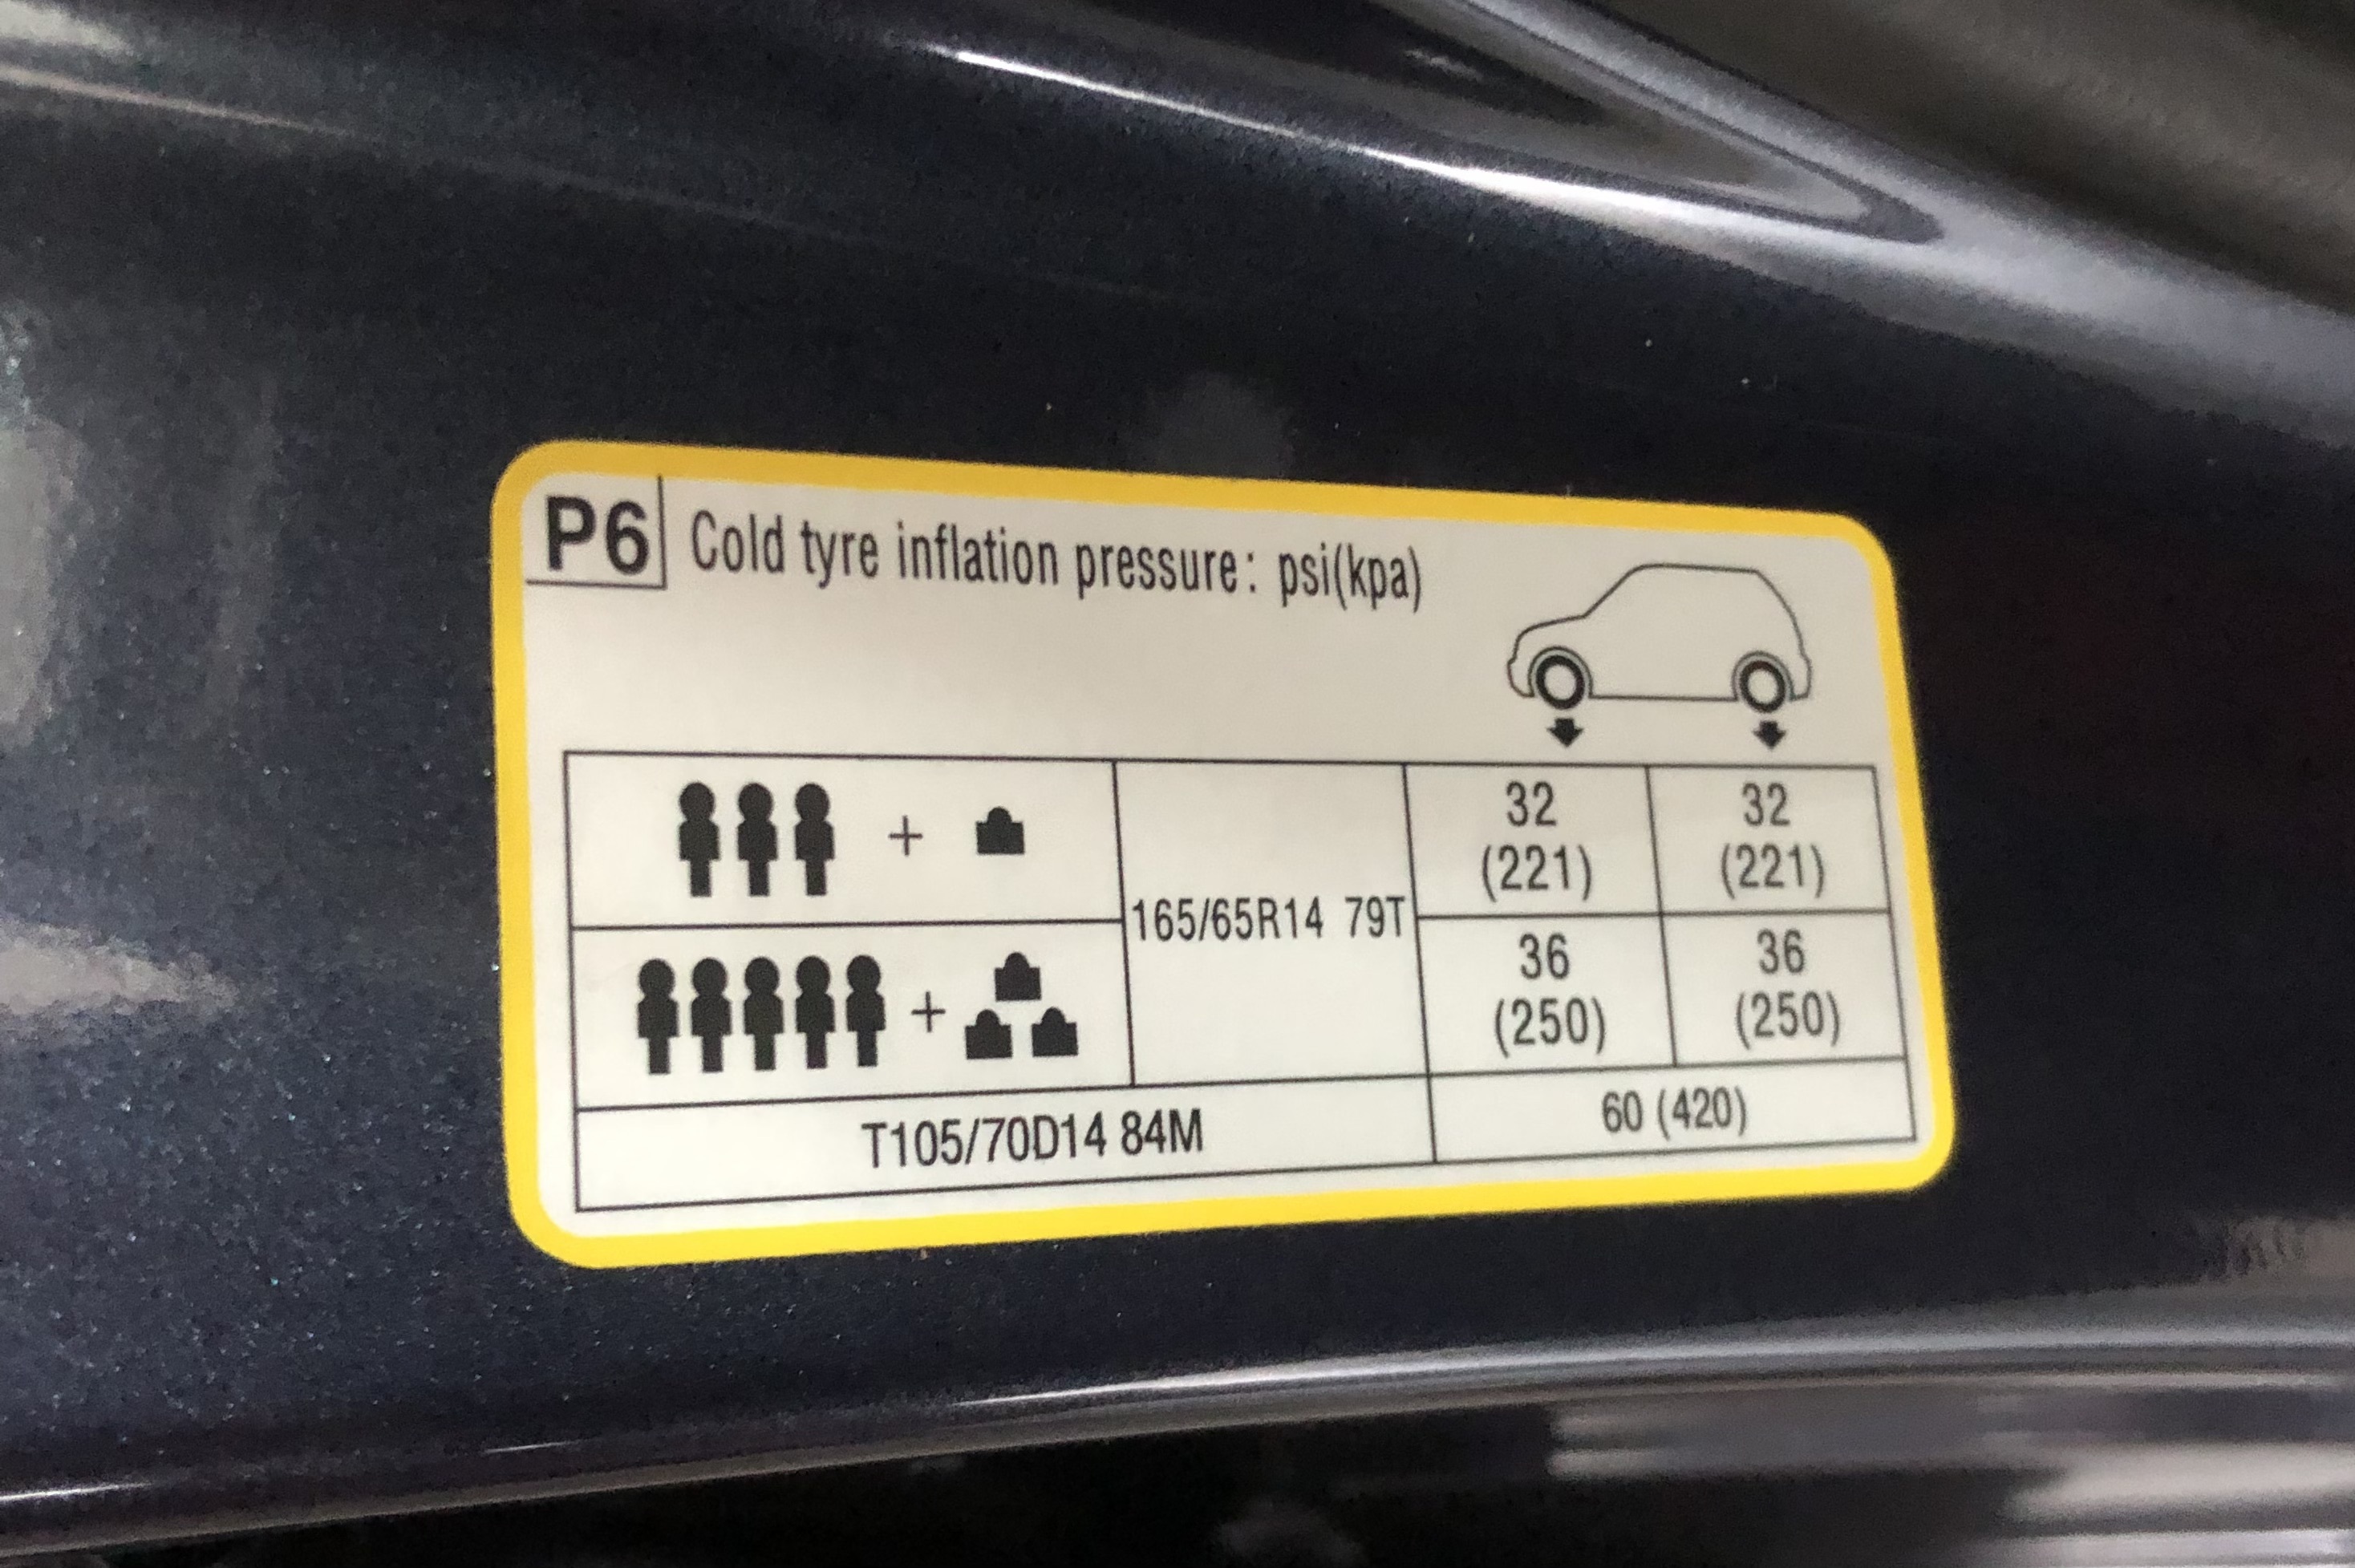 P6 Cold tyre inflation pressure: psi(kpa)
+
165/65R14 79T
32 32
(221) (221)
+
36 36
(250) (250)
T105/70D14 84M 60 (420)